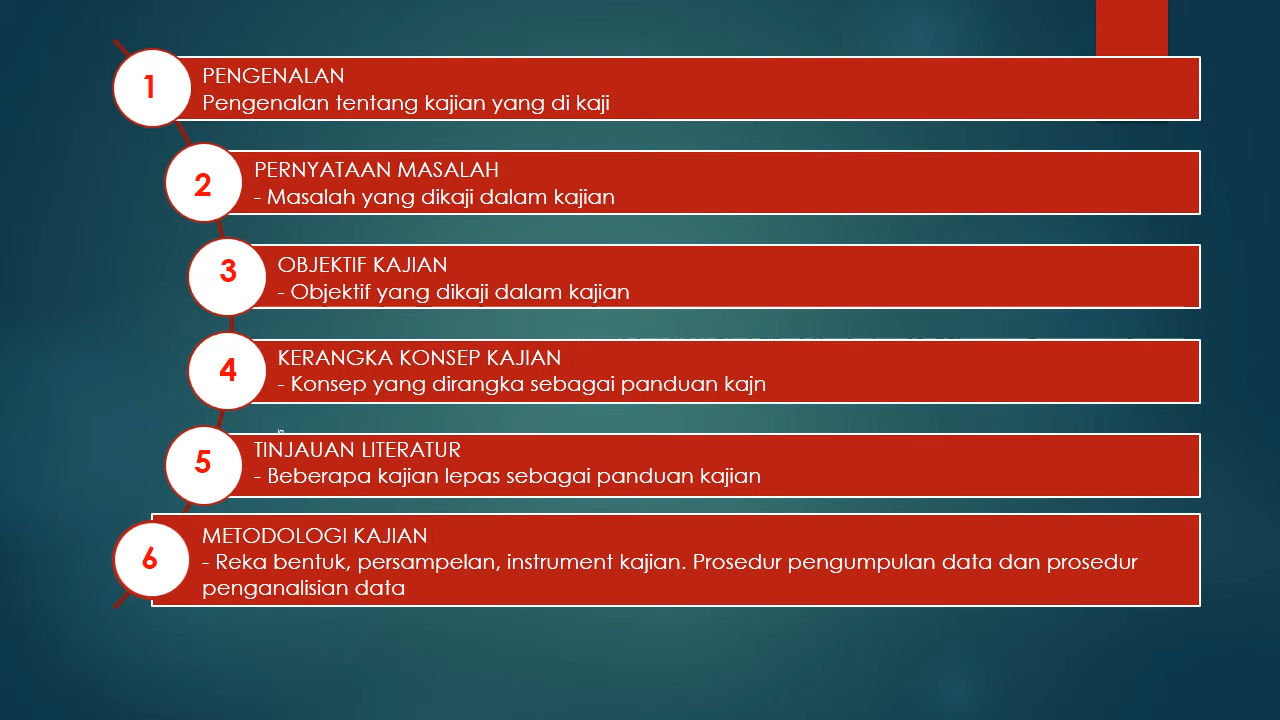 1
PENGENALAN
Pengenalan tentang kajian yang di kaji
2
PERNYATAAN MASALAH
- Masalah yang dikaji dalam kajian
3
OBJEKTIF KAJIAN
- Objektif yang dikaji dalam kajian
4
KERANGKA KONSEP KAJIAN
- Konsep yang dirangka sebagai panduan kajn
5
TINJAUAN LITERATUR
- Beberapa kajian lepas sebagai panduan kajian
6
METODOLOGI KAJIAN
- Reka bentuk, persampelan, instrument kajian. Prosedur pengumpulan data dan prosedur
penganalisian data